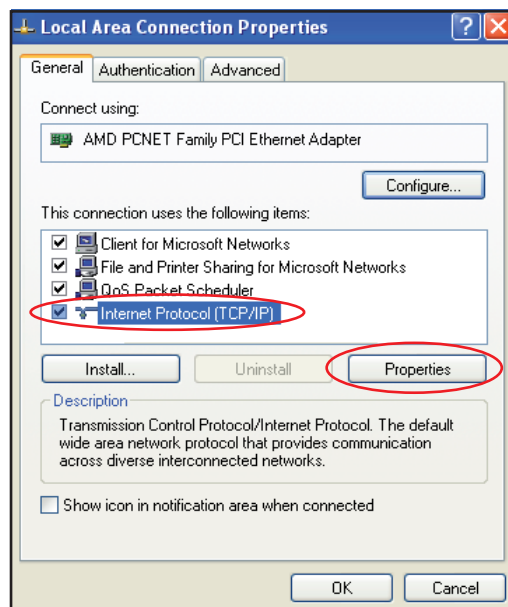 Local Area Connection Properties
General Authentication Advanced
Connect using:
AMD PCNET Family PCI Ethernet Adapter
Configure...
This connection uses the following items:
Client for Microsoft Networks
File and Printer Sharing for Microsoft Networks
QoS Packet Scheduler
Internet Protocol (TCP/IP)
Install... Uninstall Properties
Description
Transmission Control Protocol/Internet Protocol. The default
wide area network protocol that provides communication
across diverse interconnected networks.
Show icon in notification area when connected
OK Cancel